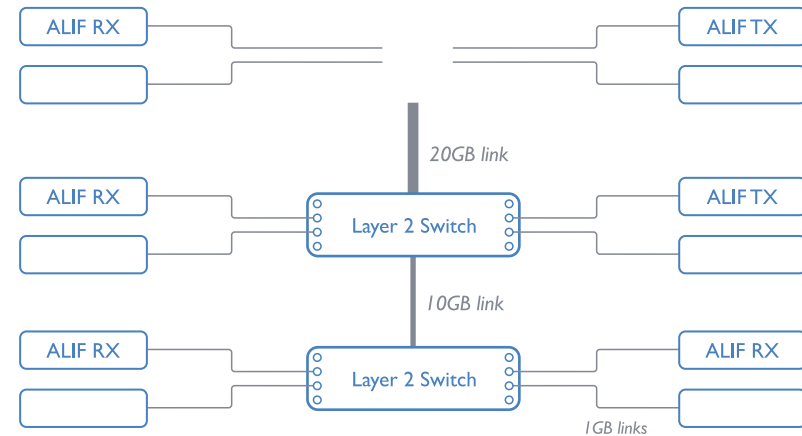 ALIF RX
ALIF TX
20GB link
ALIF RX
Layer 2 Switch
ALIF TX
10GB link
ALIF RX
Layer 2 Switch
ALIF RX
1GB links